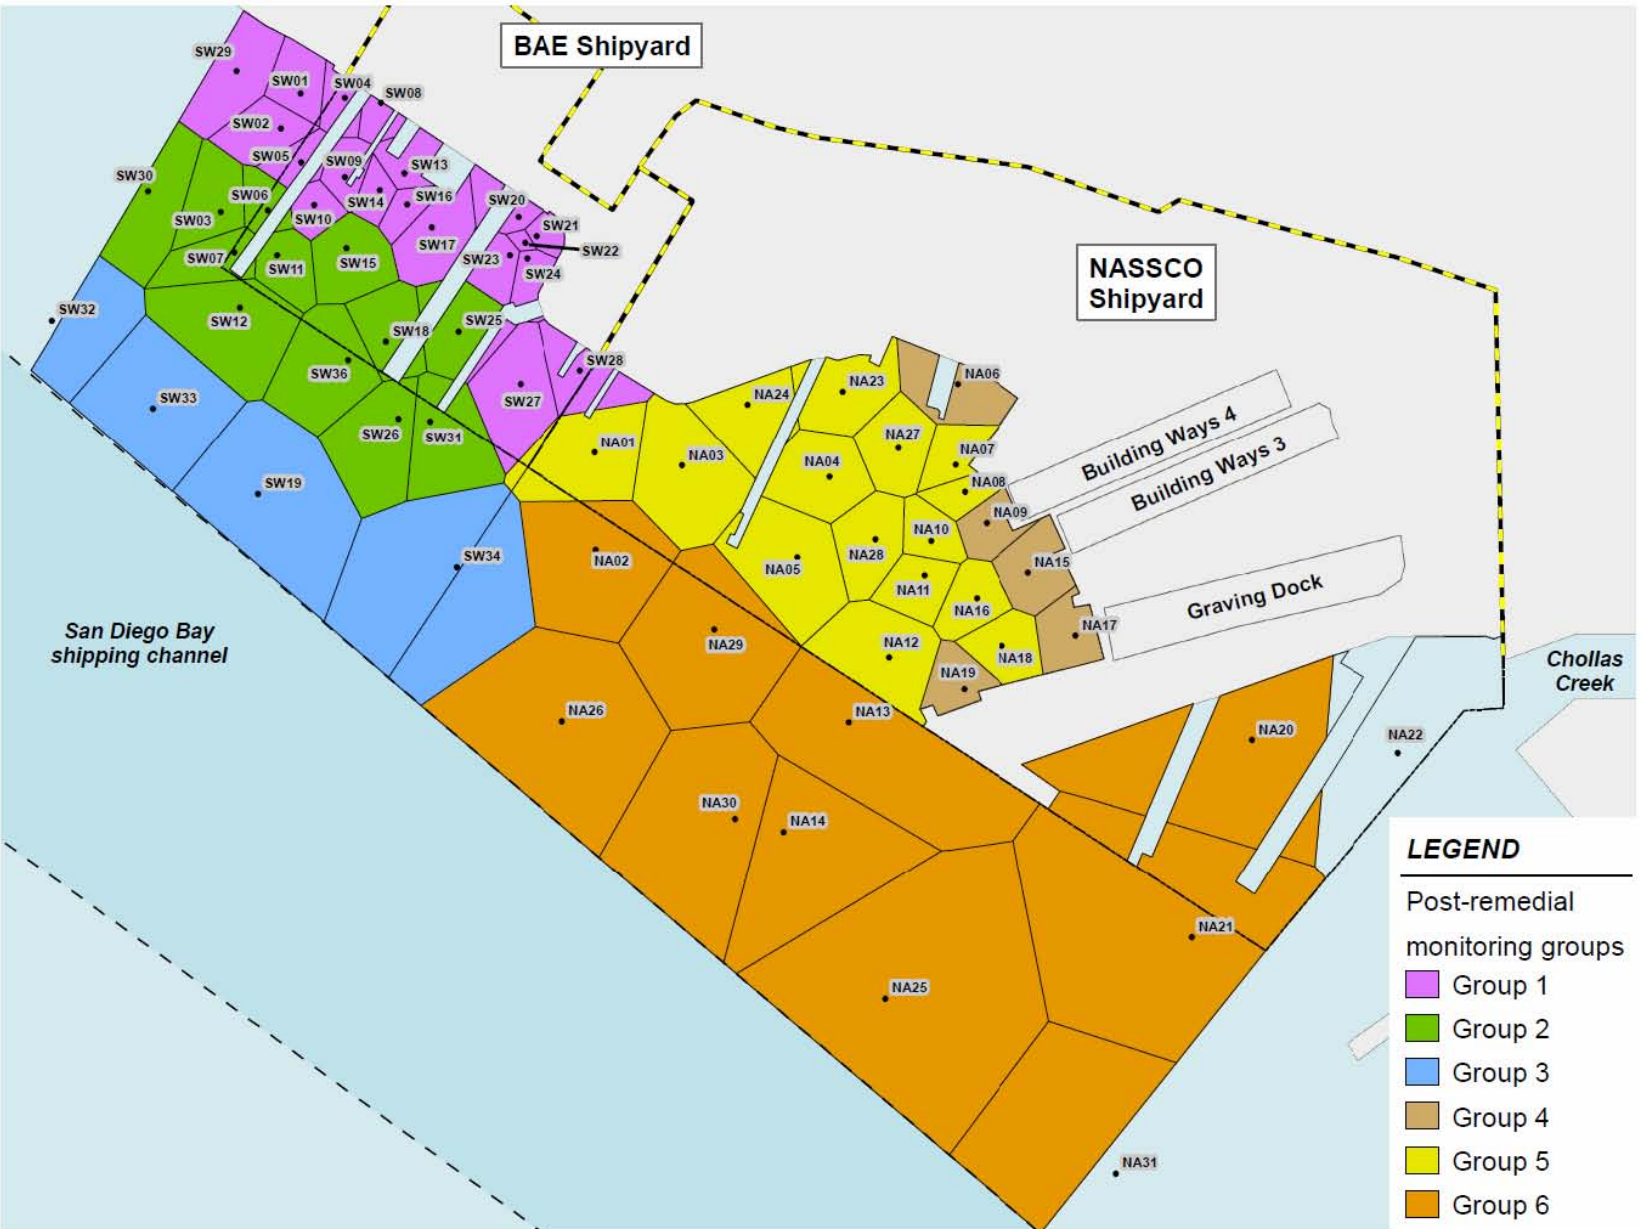 BAE Shipyard
SW29
SW01
SW04
SW08
SW02
SW05
SW09
SW13
SW30
SW06
SW14
SW16
SW03
SW10
SW20
SW21
SW17
SW22
SW07
SW11
SW15
SW23
SW24
SW32
SW12
SW18
SW25
SW36
SW28
SW33
SW27
SW26
SW31
SW19
SW34
NASSCO
Shipyard
NA24
NA23
NA06
NA01
NA03
NA27
NA07
NA04
NA08
NA09
NA10
NA02
NA05
NA28
NA15
NA11
NA16
NA17
NA29
NA12
NA18
NA19
NA26
NA13
NA20
NA22
NA30
NA14
NA21
NA25
NA31
Building Ways 4
Building Ways 3
Graving Dock
San Diego Bay
shipping channel
Chollas
Creek
LEGEND
Post-remedial
monitoring groups
Group 1
Group 2
Group 3
Group 4
Group 5
Group 6